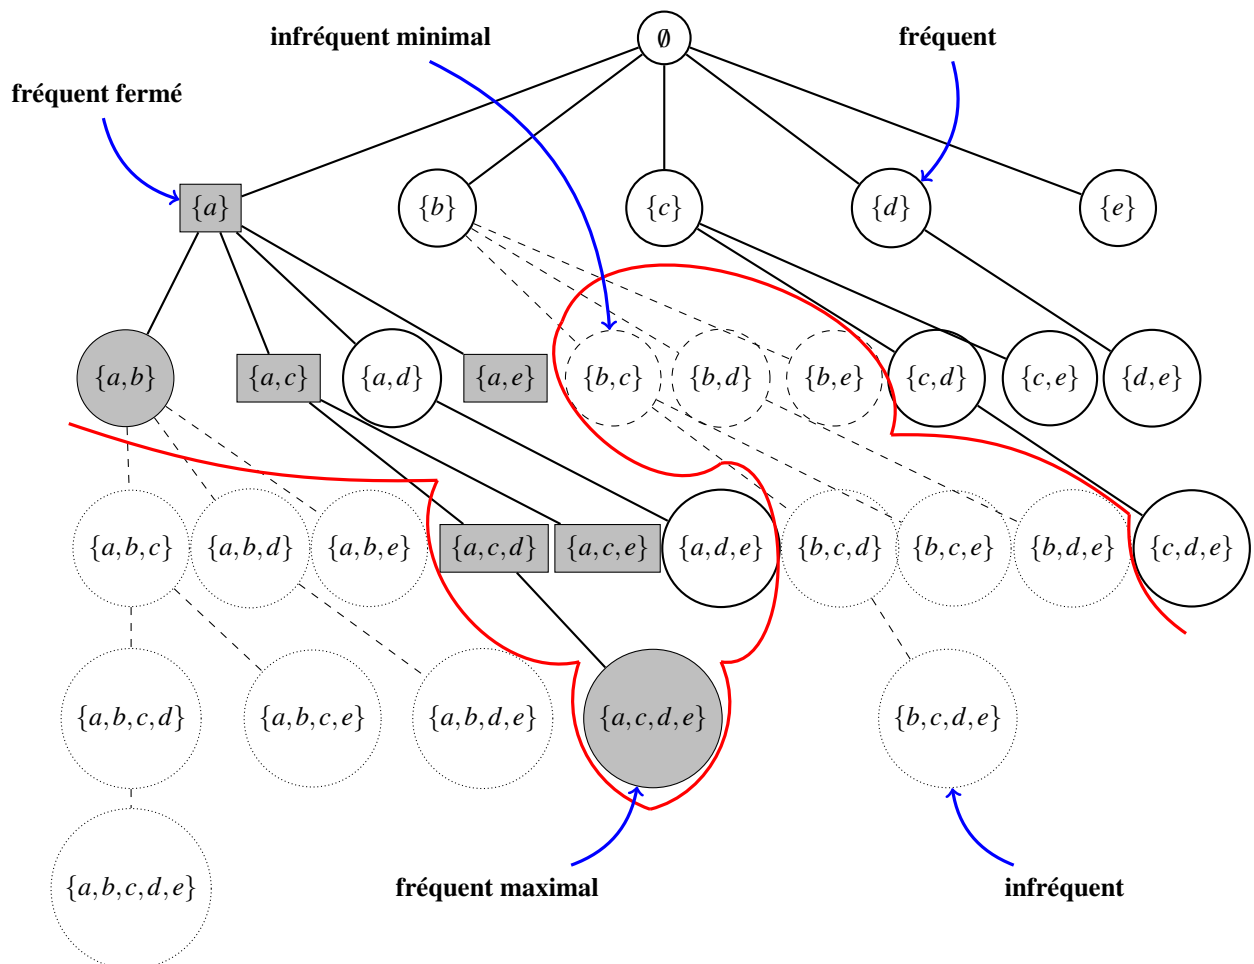 infréquent minimal
∅
fréquent
fréquent fermé
{a}
{b}
{c}
{d}
{e}
{a,b}
{a,c}
{a,d}
{a,e}
{b,c}
{b,d}
{b,e}
{c,d}
{c,e}
{d,e}
{a,b,c}
{a,b,d}
{a,b,e}
{a,c,d}
{a,c,e}
{a,d,e}
{b,c,d}
{b,c,e}
{b,d,e}
{c,d,e}
{a,b,c,d}
{a,b,c,e}
{a,b,d,e}
{a,c,d,e}
{b,c,d,e}
{a,b,c,d,e}
fréquent maximal
infréquent